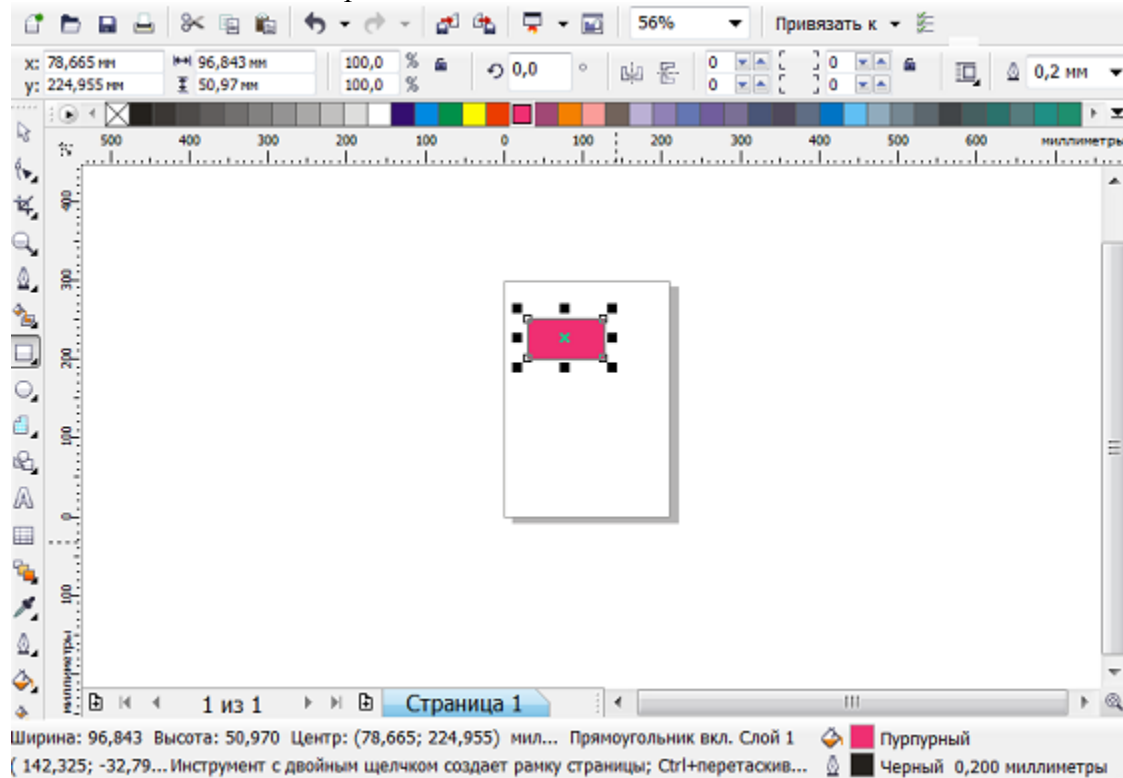 56% Привязать к
x: 78,665 мм 96,843 мм 100,0 % 0,0 ° 0 0 0,2 мм
y: 224,955 мм 50,97 мм 100,0 % 0 0
500 400 300 200 100 0 100 200 300 400 500 600 миллиметры
400
300
200
100
0
100
миллиметры
1 из 1 Страница 1
Ширина: 96,843 Высота: 50,970 Центр: (78,665; 224,955) мил... Прямоугольник вкл. Слой 1 Пурпурный
( 142,325; -32,79... Инструмент с двойным щелчком создает рамку страницы; Ctrl+перетаскив... Черный 0,200 миллиметры